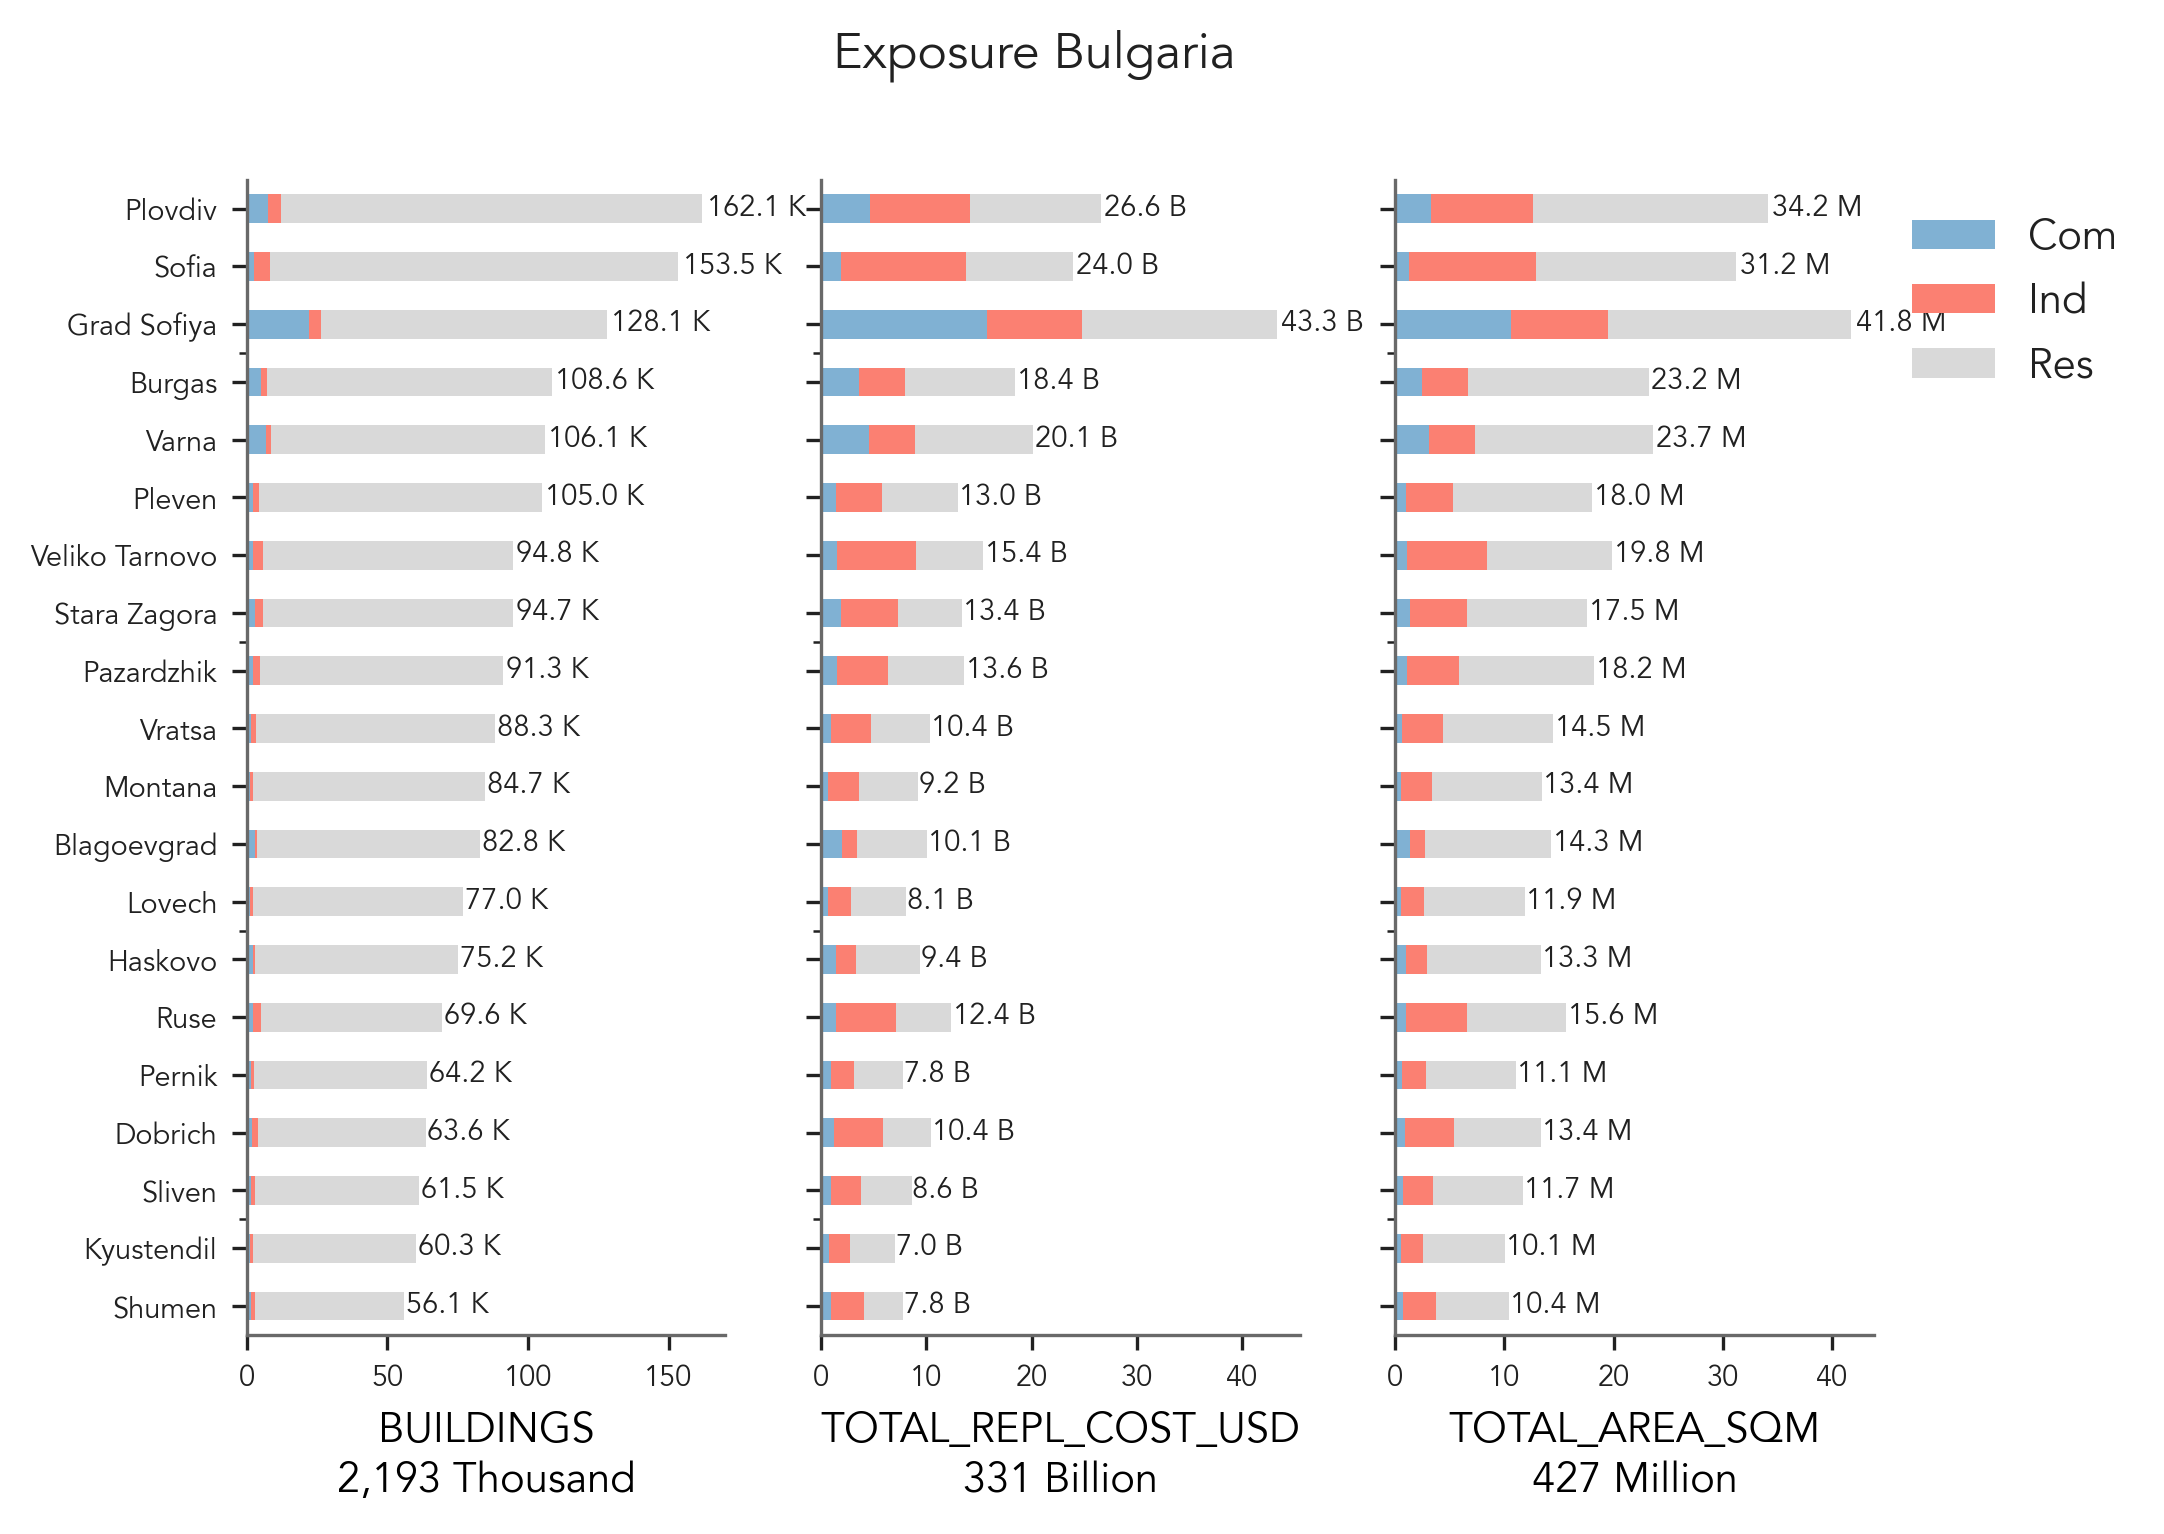 Exposure Bulgaria
Plovdiv 162.1 K 26.6 B 34.2 M
Sofia 153.5 K 24.0 B 31.2 M
Grad Sofiya 128.1 K 43.3 B 41.8 M
Burgas 108.6 K 18.4 B 23.2 M
Varna 106.1 K 20.1 B 23.7 M
Pleven 105.0 K 13.0 B 18.0 M
Veliko Tarnovo 94.8 K 15.4 B 19.8 M
Stara Zagora 94.7 K 13.4 B 17.5 M
Pazardzhik 91.3 K 13.6 B 18.2 M
Vratsa 88.3 K 10.4 B 14.5 M
Montana 84.7 K 9.2 B 13.4 M
Blagoevgrad 82.8 K 10.1 B 14.3 M
Lovech 77.0 K 8.1 B 11.9 M
Haskovo 75.2 K 9.4 B 13.3 M
Ruse 69.6 K 12.4 B 15.6 M
Pernik 64.2 K 7.8 B 11.1 M
Dobrich 63.6 K 10.4 B 13.4 M
Sliven 61.5 K 8.6 B 11.7 M
Kyustendil 60.3 K 7.0 B 10.1 M
Shumen 56.1 K 7.8 B 10.4 M
0 50 100 150 0 10 20 30 40 0 10 20 30 40
BUILDINGS TOTAL_REPL_COST_USD TOTAL_AREA_SQM
2,193 Thousand 331 Billion 427 Million
Com
Ind
Res